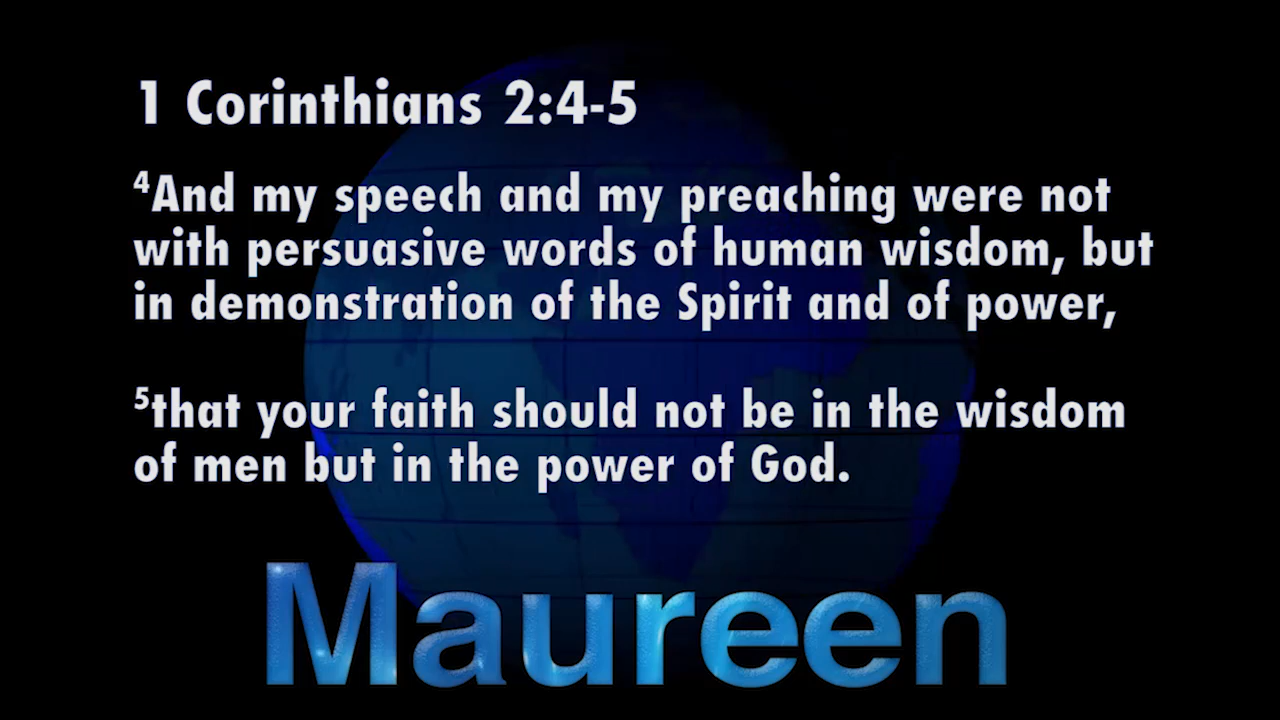 1 Corinthians 2:4-5
⁴And my speech and my preaching were not
with persuasive words of human wisdom, but
in demonstration of the Spirit and of power,
⁵that your faith should not be in the wisdom
of men but in the power of God.
Maureen